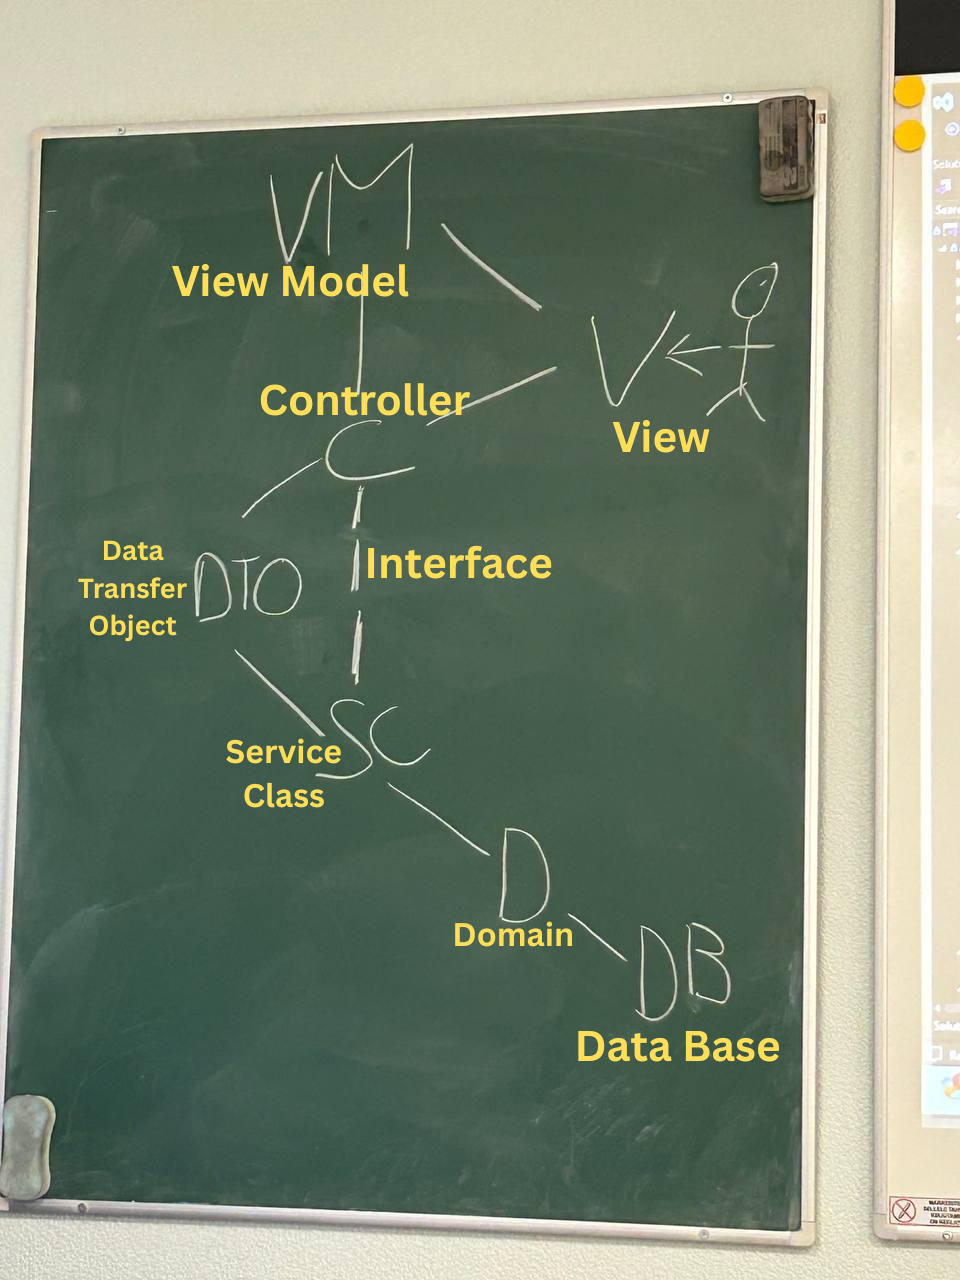 VM
View Model
Controller
C
V
View
Data
Transfer
Object
DTO
Interface
SC
Service
Class
D
Domain
DB
Data Base